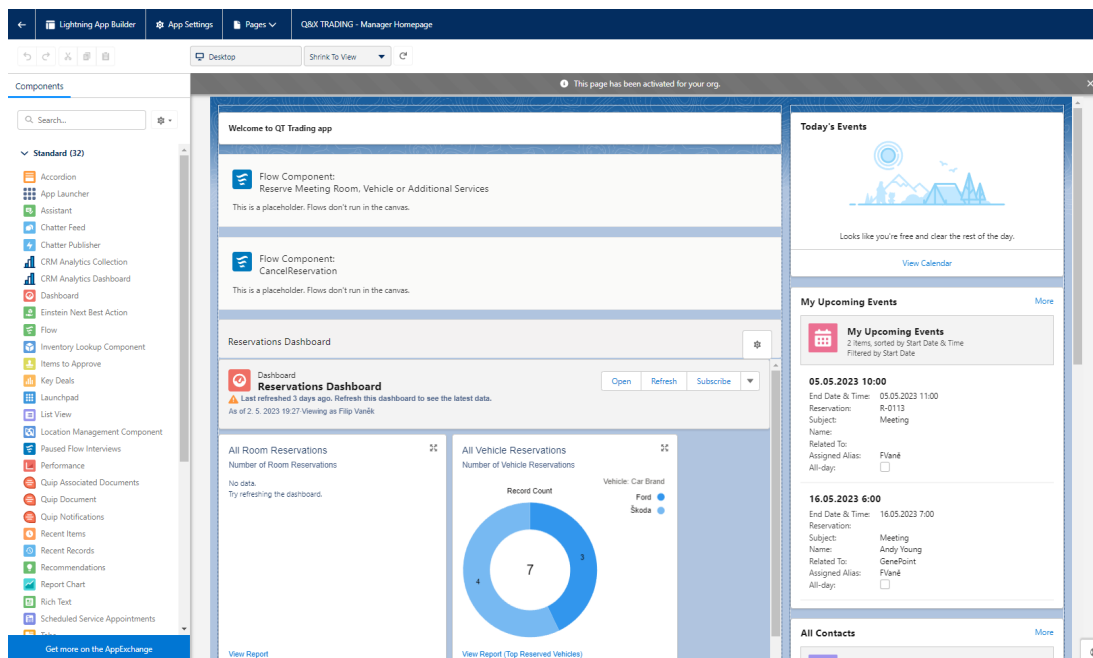 Lightning App Builder
App Settings
Pages
Q&X TRADING - Manager Homepage
Desktop
Shrink To View
Components
This page has been activated for your org.
Search...
Standard (32)
Accordion
App Launcher
Assistant
Chatter Feed
Chatter Publisher
CRM Analytics Collection
CRM Analytics Dashboard
Dashboard
Einstein Next Best Action
Flow
Inventory Lookup Component
Items to Approve
Key Deals
Launchpad
List View
Location Management Component
Paused Flow Interviews
Performance
Quip Associated Documents
Quip Document
Quip Notifications
Recent Items
Recent Records
Recommendations
Report Chart
Rich Text
Scheduled Service Appointments
Get more on the AppExchange
Welcome to QT Trading app
Flow Component:
Reserve Meeting Room, Vehicle or Additional Services
This is a placeholder. Flows don't run in the canvas.
Flow Component:
CancelReservation
This is a placeholder. Flows don't run in the canvas.
Reservations Dashboard
Dashboard
Reservations Dashboard
Open
Refresh
Subscribe
Last refreshed 3 days ago. Refresh this dashboard to see the latest data.
As of 2. 5. 2023 19:27 Viewing as Filip Vaněk
All Room Reservations
Number of Room Reservations
No data.
Try refreshing the dashboard.
View Report
All Vehicle Reservations
Number of Vehicle Reservations
Record Count
Vehicle: Car Brand
Ford
Škoda
3
7
4
View Report (Top Reserved Vehicles)
Today's Events
Looks like you're free and clear the rest of the day.
View Calendar
My Upcoming Events
More
My Upcoming Events
2 items, sorted by Start Date & Time
Filtered by Start Date
05.05.2023 10:00
End Date & Time: 05.05.2023 11:00
Reservation: R-0113
Subject: Meeting
Name:
Related To:
Assigned Alias: FVaně
All-day:
16.05.2023 6:00
End Date & Time: 16.05.2023 7:00
Reservation:
Subject: Meeting
Name: Andy Young
Related To: GenePoint
Assigned Alias: FVaně
All-day:
All Contacts
More